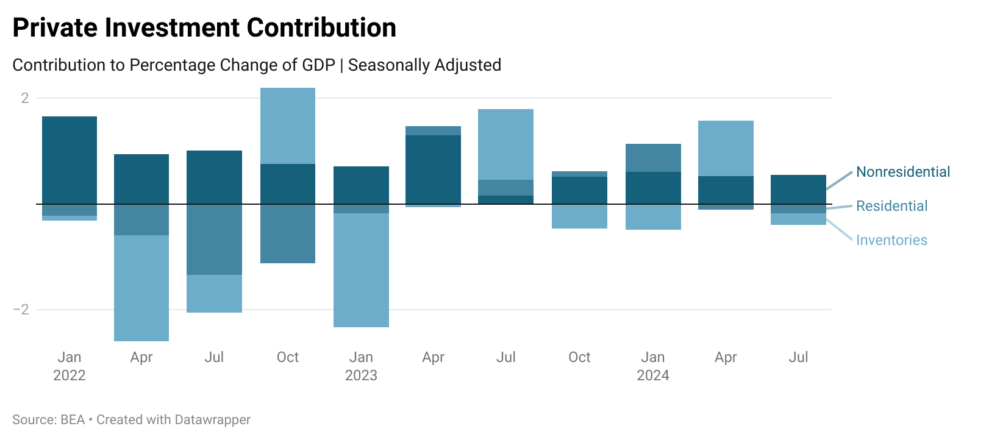 Private Investment Contribution
Contribution to Percentage Change of GDP | Seasonally Adjusted
2
−2
Nonresidential
Residential
Inventories
Jan Apr Jul Oct Jan Apr Jul Oct Jan Apr Jul
2022 2023 2024
Source: BEA • Created with Datawrapper